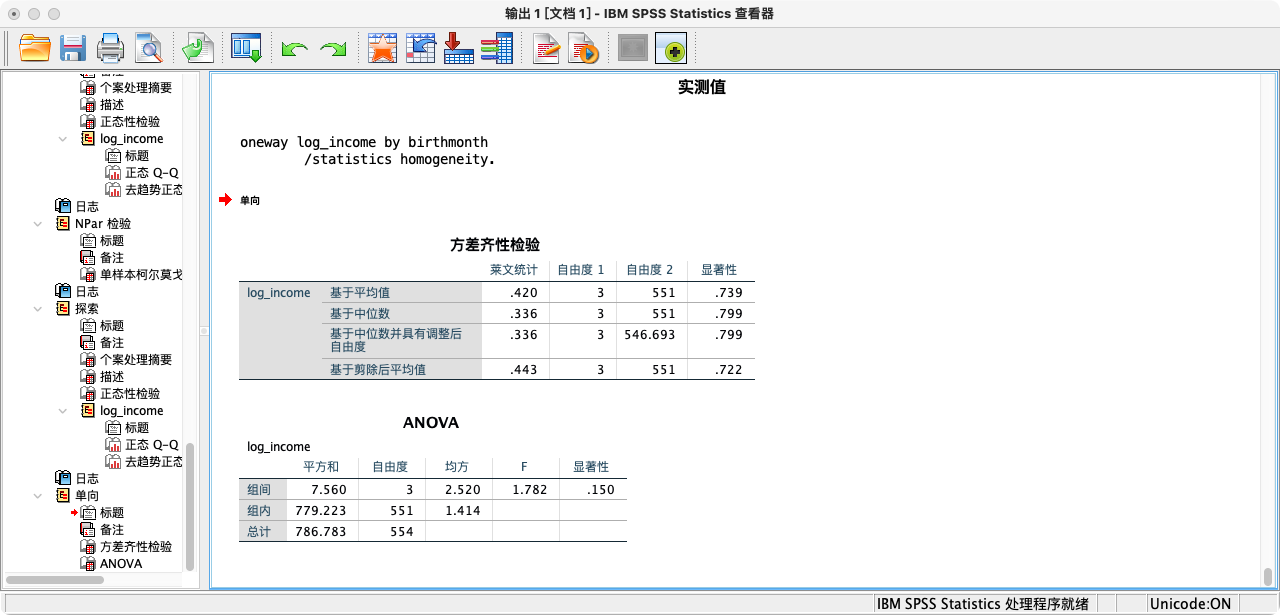 输出 1 [文档 1] - IBM SPSS Statistics 查看器
个案处理摘要
描述
正态性检验
log_income
标题
正态 Q-Q
去趋势正态
日志
NPar 检验
标题
备注
单样本柯尔莫戈
日志
探索
标题
备注
个案处理摘要
描述
正态性检验
log_income
标题
正态 Q-Q
去趋势正态
日志
单向
标题
备注
方差齐性检验
ANOVA
实测值
oneway log_income by birthmonth
/statistics homogeneity.
单向
方差齐性检验
莱文统计 自由度 1 自由度 2 显著性
log_income 基于平均值 .420 3 551 .739
基于中位数 .336 3 551 .799
基于中位数并具有调整后 .336 3 546.693 .799
自由度
基于剪除后平均值 .443 3 551 .722
ANOVA
log_income
平方和 自由度 均方 F 显著性
组间 7.560 3 2.520 1.782 .150
组内 779.223 551 1.414
总计 786.783 554
IBM SPSS Statistics 处理程序就绪 Unicode:ON